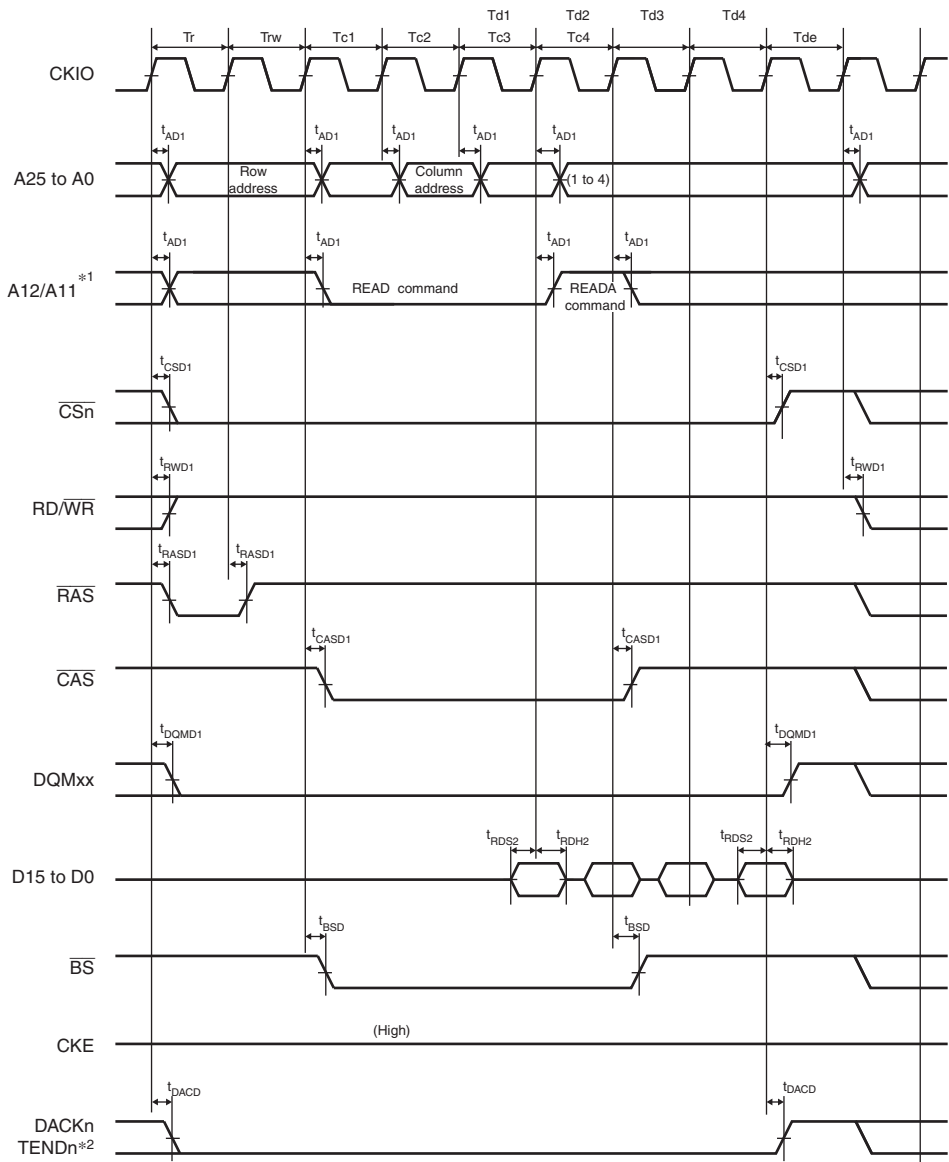 Td1 Td2 Td3 Td4
Tr Trw Tc1 Tc2 Tc3 Tc4 Tde
CKIO
tAD1 tAD1 tAD1 tAD1 tAD1 tAD1
A25 to A0
Row address
Column address
(1 to 4)
tAD1 tAD1 tAD1 tAD1
A12/A11*1
READ command
READA command
tCSD1 tCSD1
CSn
tRWD1 tRWD1
RD/WR
tRASD1 tRASD1
RAS
tCASD1 tCASD1
CAS
tDQMD1 tDQMD1
DQMxx
tRDS2 tRDH2 tRDS2 tRDH2
D15 to D0
tBSD tBSD
BS
(High)
CKE
tDACD tDACD
DACKn
TENDn*2